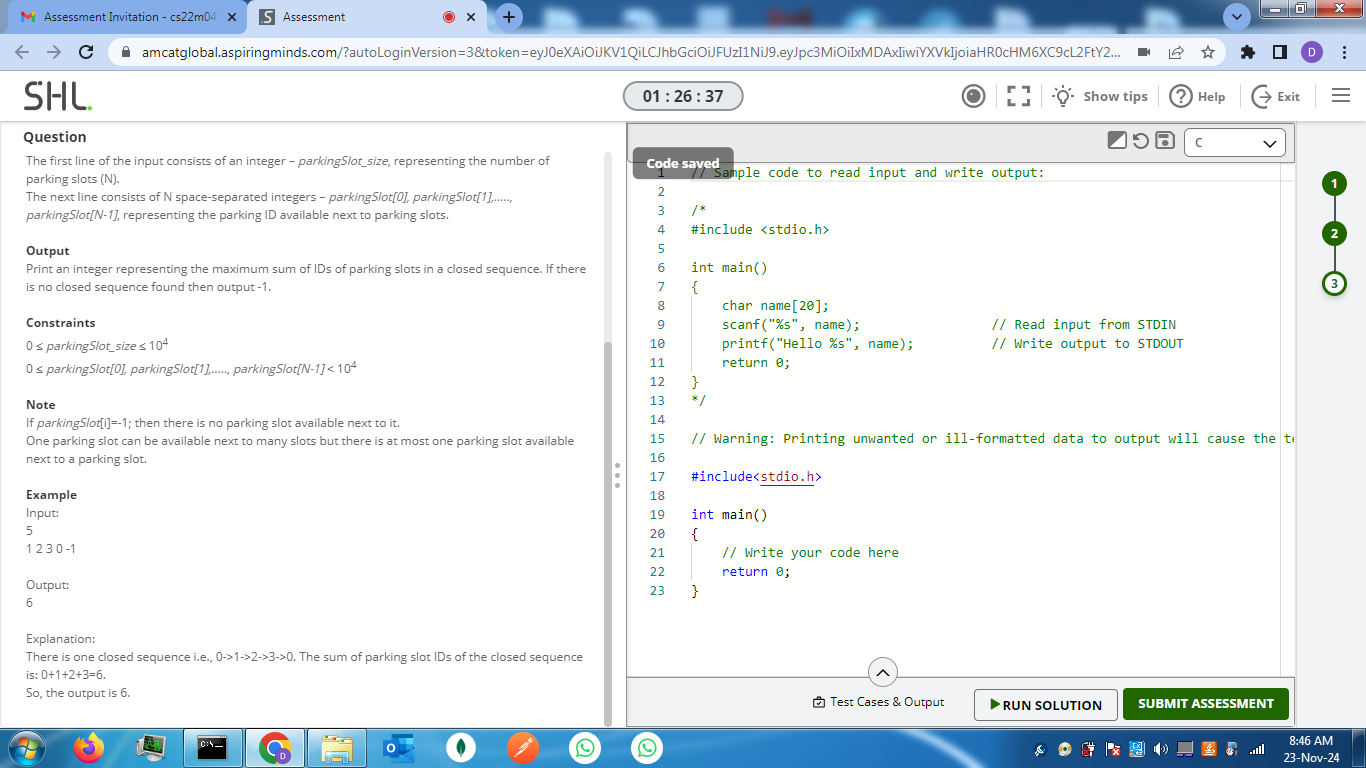 Assessment Invitation - cs22m04
Assessment
amcatglobal.aspiringminds.com/?autoLoginVersion=3&token=eyJ0eXAiOiJKV1QiLCJhbGciOiJFUzI1NiJ9.eyJpc3MiOiIxMDAxIiwiYXVkIjoiaHR0cHM6XC9cL2FtY2...
D
SHL.
01 : 26 : 37
Show tips
Help
Exit
Question
The first line of the input consists of an integer – parkingSlot_size, representing the number of
parking slots (N).
The next line consists of N space-separated integers – parkingSlot[0], parkingSlot[1],.....,
parkingSlot[N-1], representing the parking ID available next to parking slots.
Output
Print an integer representing the maximum sum of IDs of parking slots in a closed sequence. If there
is no closed sequence found then output -1.
Constraints
0 ≤ parkingSlot_size ≤ 10⁴
0 ≤ parkingSlot[0], parkingSlot[1],....., parkingSlot[N-1] < 10⁴
Note
If parkingSlot[i]=-1; then there is no parking slot available next to it.
One parking slot can be available next to many slots but there is at most one parking slot available
next to a parking slot.
Example
Input:
5
1 2 3 0 -1
Output:
6
Explanation:
There is one closed sequence i.e., 0->1->2->3->0. The sum of parking slot IDs of the closed sequence
is: 0+1+2+3=6.
So, the output is 6.
C
Code saved
1 // Sample code to read input and write output:
2
3 /*
4 #include <stdio.h>
5
6 int main()
7 {
8 char name[20];
9 scanf("%s", name); // Read input from STDIN
10 printf("Hello %s", name); // Write output to STDOUT
11 return 0;
12 }
13 */
14
15 // Warning: Printing unwanted or ill-formatted data to output will cause the te
16
17 #include<stdio.h>
18
19 int main()
20 {
21 // Write your code here
22 return 0;
23 }
1
2
3
Test Cases & Output
RUN SOLUTION
SUBMIT ASSESSMENT
8:46 AM
23-Nov-24